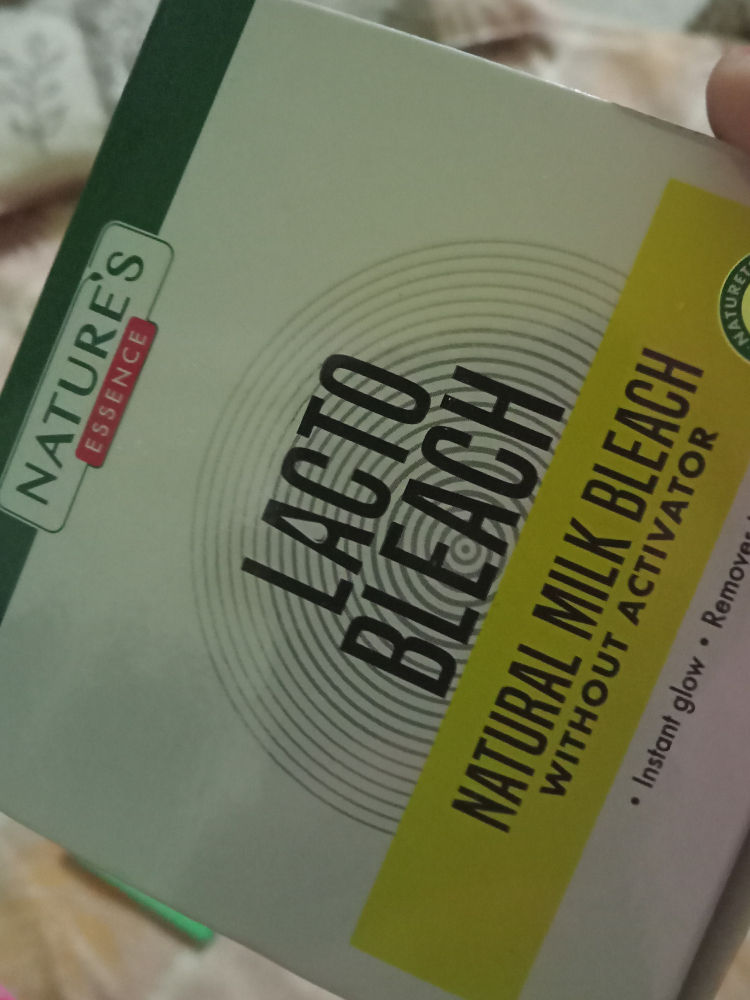 NATURE'S
ESSENCE
LACTO
BLEACH
NATURAL MILK BLEACH
WITHOUT ACTIVATOR
• Instant glow • Removes